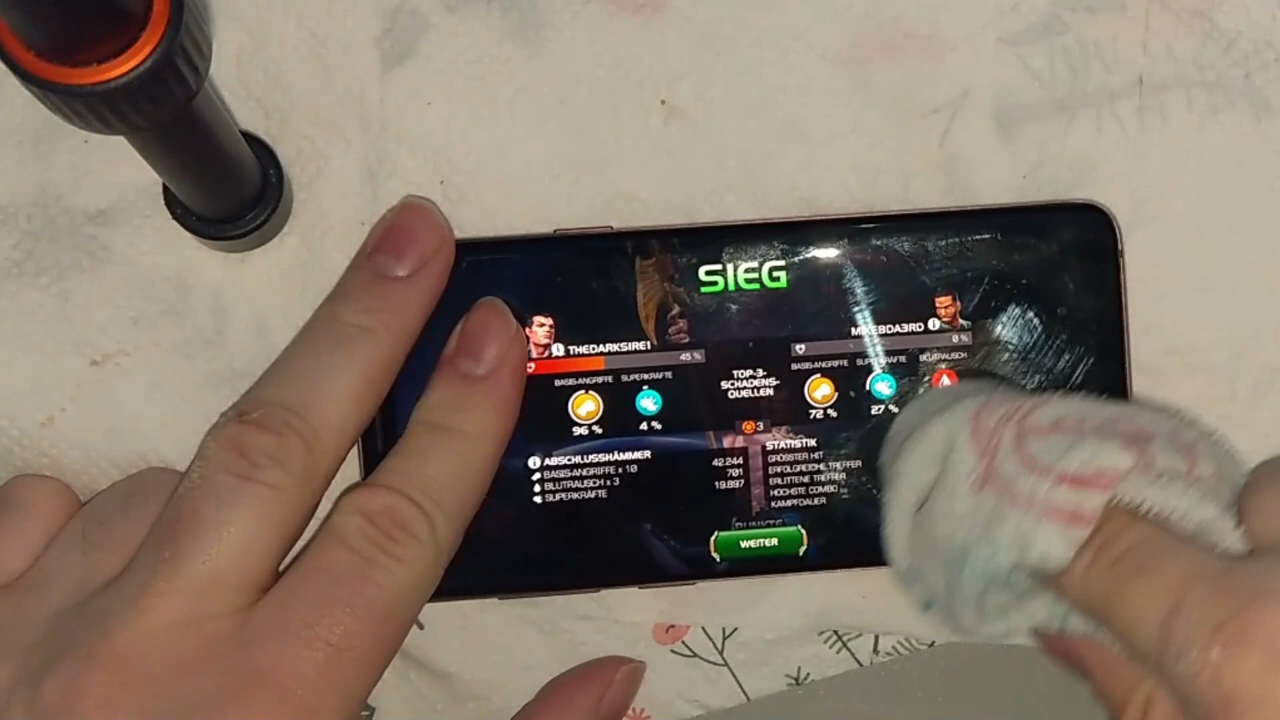 SIEG
THEDARKSIRE1
45 %
BASIS-ANGRIFFE SUPERKRÄFTE
96 % 4 %
MIKEBDA3RD
0 %
BASIS-ANGRIFFE SUPERKRÄFTE BLUTRAUSCH
72 % 27 %
TOP-3-
SCHADENS-
QUELLEN
3
ABSCHLUSSHÄMMER
BASIS-ANGRIFFE x 10 42.244
BLUTRAUSCH x 3 701
SUPERKRÄFTE 19.897
STATISTIK
GRÖSSTER HIT
ERFOLGREICHE TREFFER
ERLITTENE TREFFER
HÖCHSTE COMBO
KAMPFDAUER
PUNKTE
WEITER